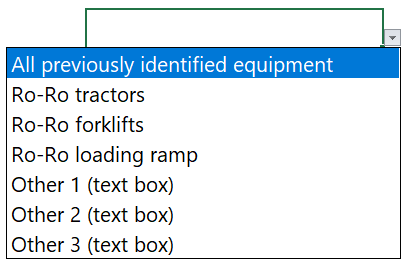 All previously identified equipment
Ro-Ro tractors
Ro-Ro forklifts
Ro-Ro loading ramp
Other 1 (text box)
Other 2 (text box)
Other 3 (text box)